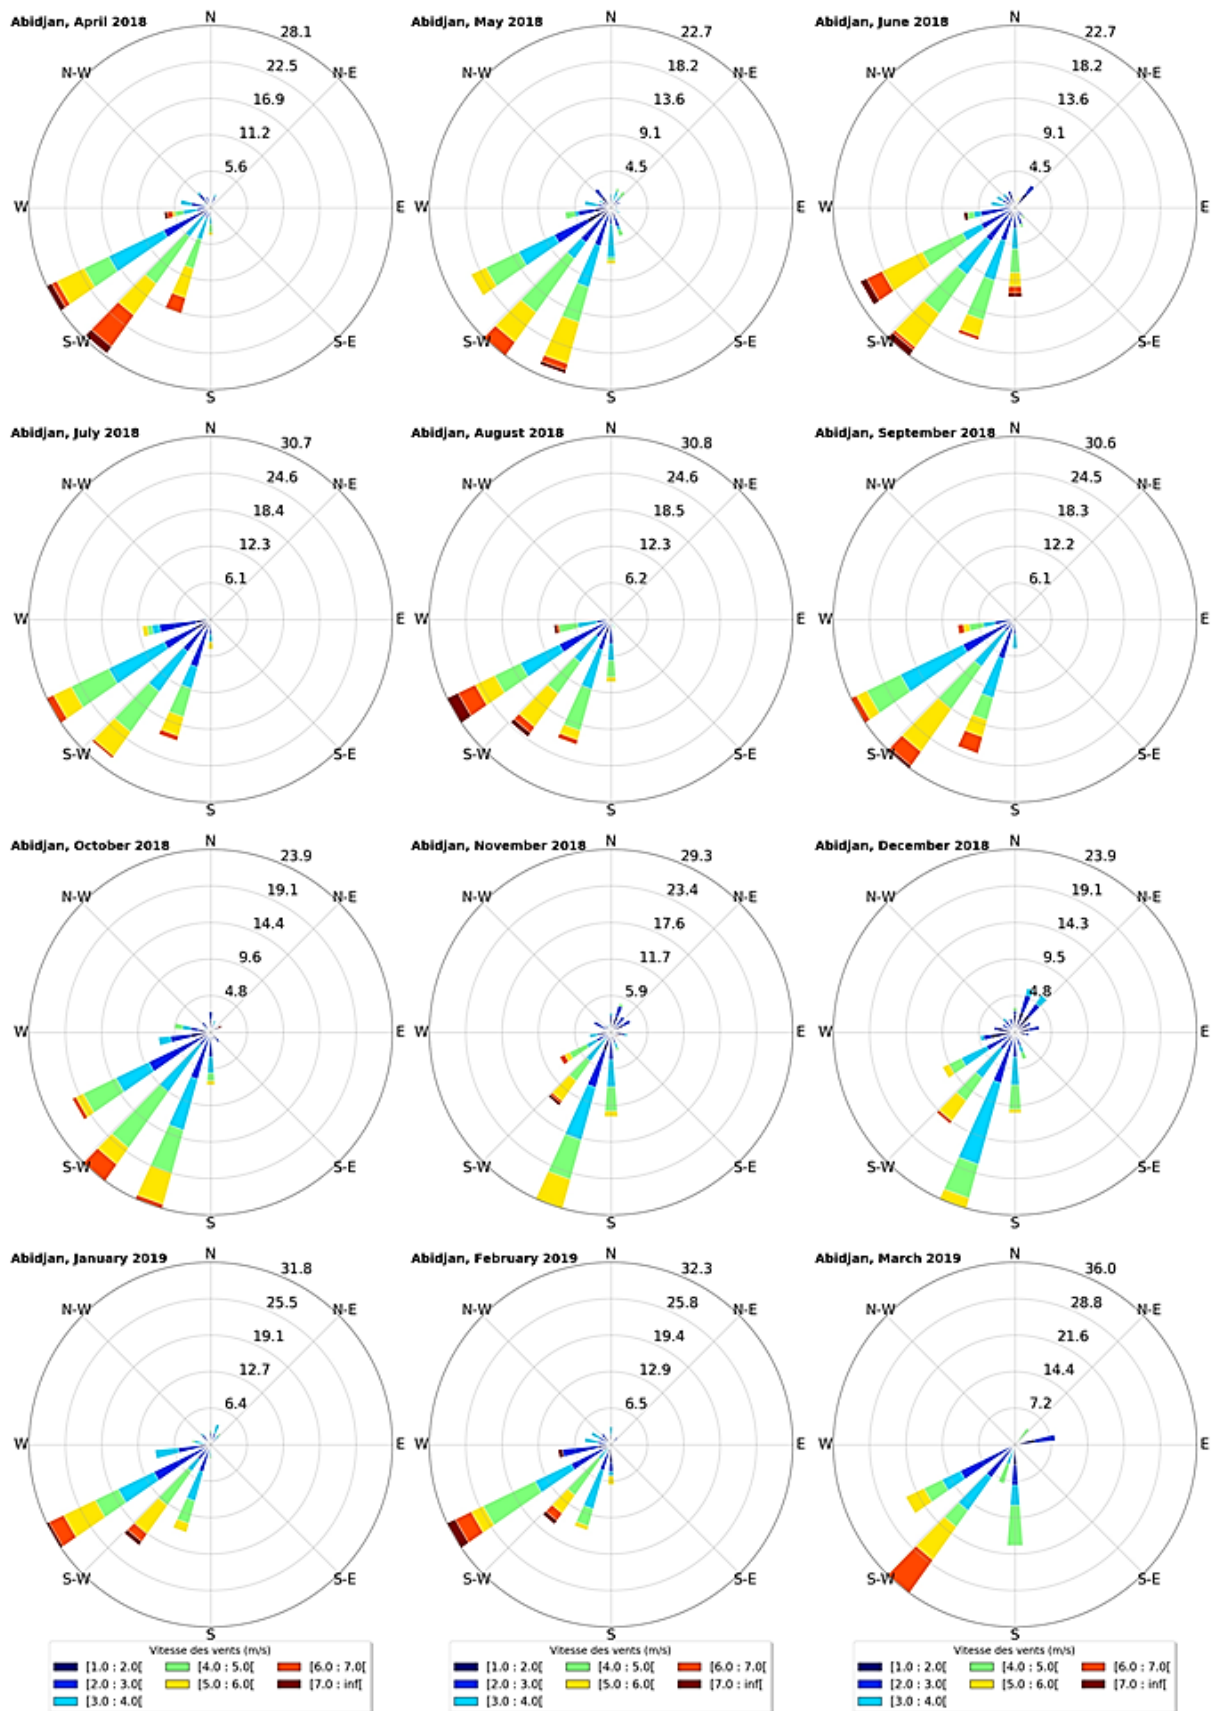 Abidjan, April 2018
N
28.1
22.5
16.9
11.2
5.6
N-W
N-E
W
E
S-W
S-E
S
Abidjan, May 2018
N
22.7
18.2
13.6
9.1
4.5
N-W
N-E
W
E
S-W
S-E
S
Abidjan, June 2018
N
22.7
18.2
13.6
9.1
4.5
N-W
N-E
W
E
S-W
S-E
S
Abidjan, July 2018
N
30.7
24.6
18.4
12.3
6.1
N-W
N-E
W
E
S-W
S-E
S
Abidjan, August 2018
N
30.8
24.6
18.5
12.3
6.2
N-W
N-E
W
E
S-W
S-E
S
Abidjan, September 2018
N
30.6
24.5
18.3
12.2
6.1
N-W
N-E
W
E
S-W
S-E
S
Abidjan, October 2018
N
23.9
19.1
14.4
9.6
4.8
N-W
N-E
W
E
S-W
S-E
S
Abidjan, November 2018
N
29.3
23.4
17.6
11.7
5.9
N-W
N-E
W
E
S-W
S-E
S
Abidjan, December 2018
N
23.9
19.1
14.3
9.5
4.8
N-W
N-E
W
E
S-W
S-E
S
Abidjan, January 2019
N
31.8
25.5
19.1
12.7
6.4
N-W
N-E
W
E
S-W
S-E
S
Abidjan, February 2019
N
32.3
25.8
19.4
12.9
6.5
N-W
N-E
W
E
S-W
S-E
S
Abidjan, March 2019
N
36.0
28.8
21.6
14.4
7.2
N-W
N-E
W
E
S-W
S-E
S
Vitesse des vents (m/s)
[1.0 : 2.0[ [4.0 : 5.0[ [6.0 : 7.0[
[2.0 : 3.0[ [5.0 : 6.0[ [7.0 : inf[
[3.0 : 4.0[
Vitesse des vents (m/s)
[1.0 : 2.0[ [4.0 : 5.0[ [6.0 : 7.0[
[2.0 : 3.0[ [5.0 : 6.0[ [7.0 : inf[
[3.0 : 4.0[
Vitesse des vents (m/s)
[1.0 : 2.0[ [4.0 : 5.0[ [6.0 : 7.0[
[2.0 : 3.0[ [5.0 : 6.0[ [7.0 : inf[
[3.0 : 4.0[